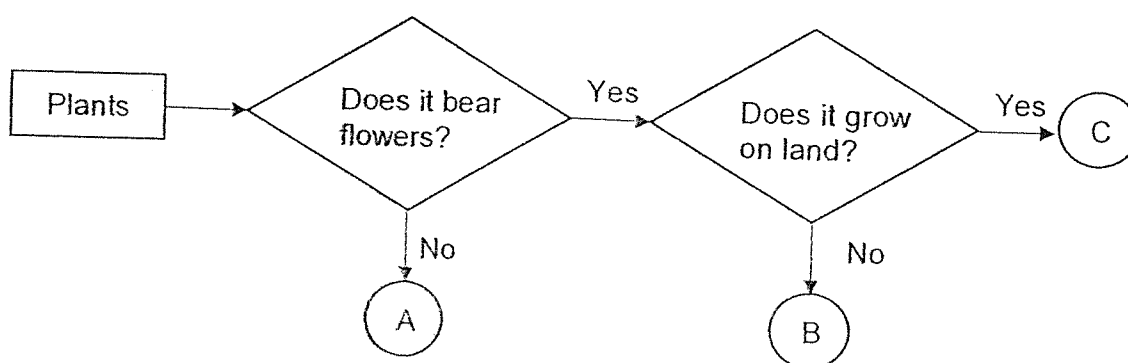 Plants
Does it bear
flowers?
Yes
Does it grow
on land?
Yes
C
No
A
No
B